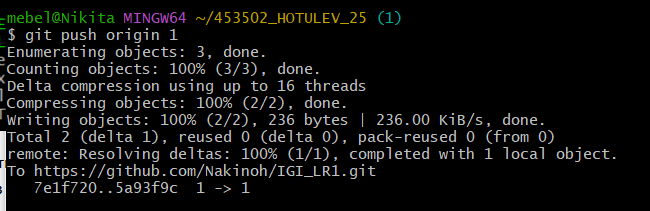 mebel@Nikita MINGW64 ~/453502_HOTULEV_25 (1)
$ git push origin 1
Enumerating objects: 3, done.
Counting objects: 100% (3/3), done.
Delta compression using up to 16 threads
Compressing objects: 100% (2/2), done.
Writing objects: 100% (2/2), 236 bytes | 236.00 KiB/s, done.
Total 2 (delta 1), reused 0 (delta 0), pack-reused 0 (from 0)
remote: Resolving deltas: 100% (1/1), completed with 1 local object.
To https://github.com/Nakinoh/IGI_LR1.git
   7e1f720..5a93f9c  1 -> 1